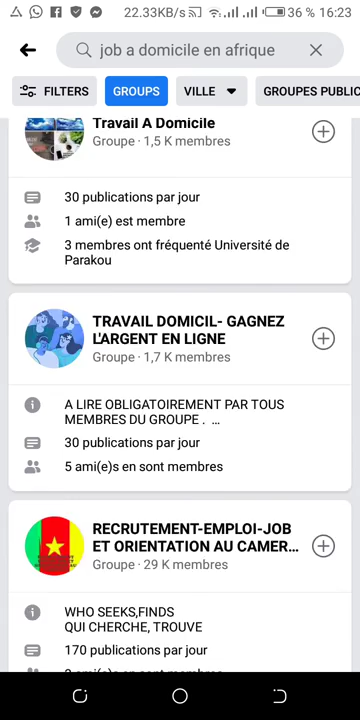 22.33KB/s 36 % 16:23
job a domicile en afrique
FILTERS GROUPS VILLE GROUPES PUBLIC
Travail A Domicile
Groupe · 1,5 K membres
30 publications par jour
1 ami(e) est membre
3 membres ont fréquenté Université de
Parakou
TRAVAIL DOMICIL- GAGNEZ
L'ARGENT EN LIGNE
Groupe · 1,7 K membres
A LIRE OBLIGATOIREMENT PAR TOUS
MEMBRES DU GROUPE . ...
30 publications par jour
5 ami(e)s en sont membres
RECRUTEMENT-EMPLOI-JOB
ET ORIENTATION AU CAMER...
Groupe · 29 K membres
WHO SEEKS,FINDS
QUI CHERCHE, TROUVE
170 publications par jour